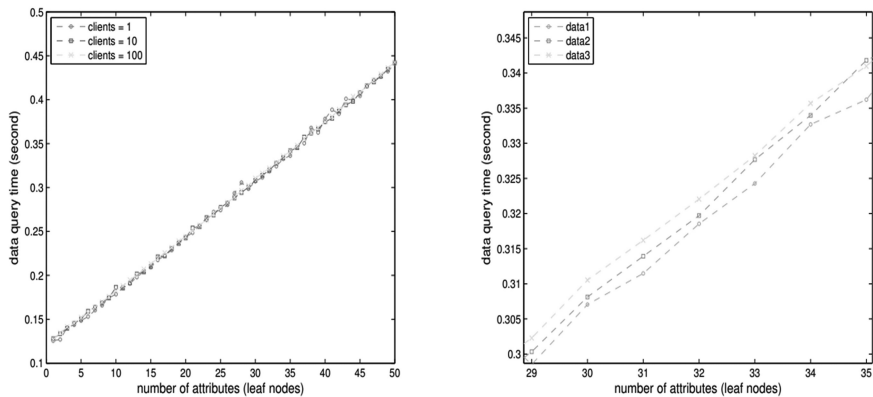 clients = 1
clients = 10
clients = 100
data query time (second)
0.5
0.45
0.4
0.35
0.3
0.25
0.2
0.15
0.1
0 5 10 15 20 25 30 35 40 45 50
number of attributes (leaf nodes)
data1
data2
data3
data query time (second)
0.345
0.34
0.335
0.33
0.325
0.32
0.315
0.31
0.305
0.3
29 30 31 32 33 34 35
number of attributes (leaf nodes)